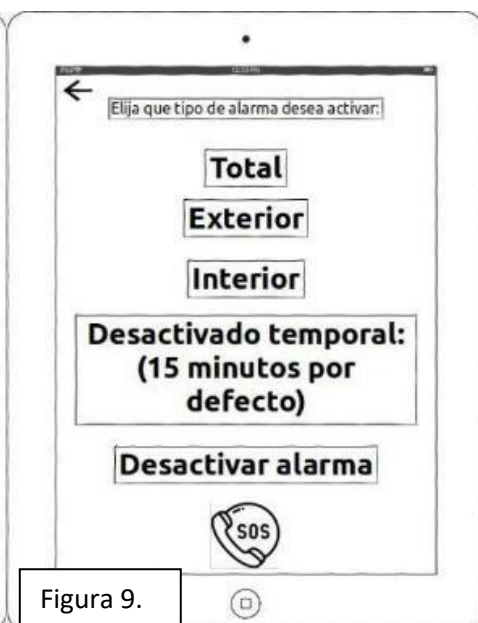 Elija que tipo de alarma desea activar:
Total
Exterior
Interior
Desactivado temporal:
(15 minutos por
defecto)
Desactivar alarma
SOS
Figura 9.